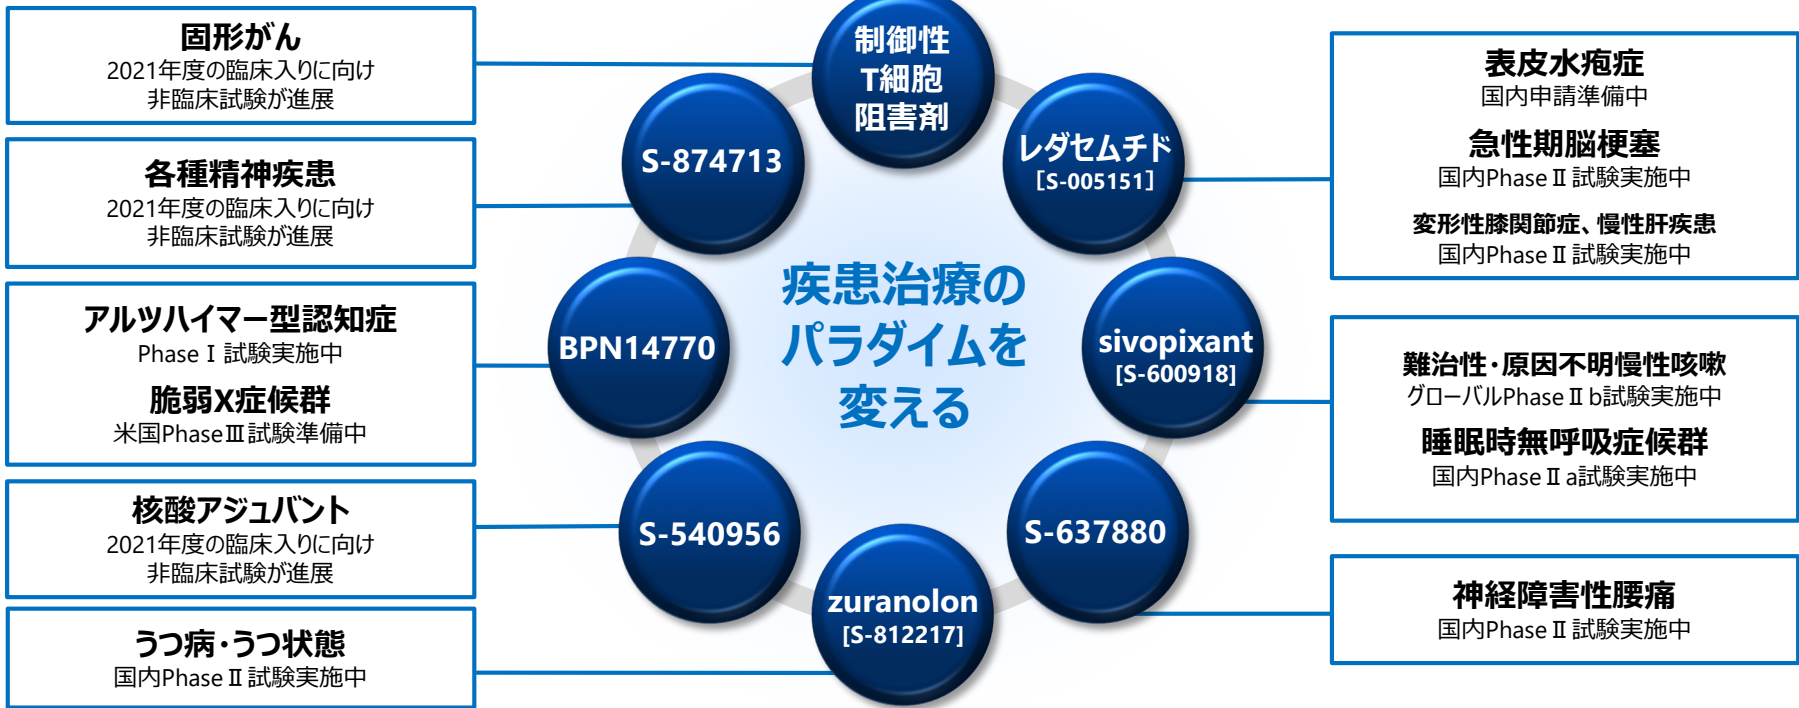 固形がん
2021年度の臨床入りに向け
非臨床試験が進展
各種精神疾患
2021年度の臨床入りに向け
非臨床試験が進展
アルツハイマー型認知症
PhaseⅠ試験実施中
脆弱X症候群
米国PhaseⅢ試験準備中
核酸アジュバント
2021年度の臨床入りに向け
非臨床試験が進展
うつ病・うつ状態
国内PhaseⅡ試験実施中
制御性
T細胞
阻害剤
S-874713
レダセムチド
[S-005151]
BPN14770
疾患治療の
パラダイムを
変える
sivopixant
[S-600918]
S-540956
S-637880
zuranolon
[S-812217]
表皮水疱症
国内申請準備中
急性期脳梗塞
国内PhaseⅡ試験実施中
変形性膝関節症、慢性肝疾患
国内PhaseⅡ試験実施中
難治性・原因不明慢性咳嗽
グローバルPhaseⅡb試験実施中
睡眠時無呼吸症候群
国内PhaseⅡa試験実施中
神経障害性腰痛
国内PhaseⅡ試験実施中